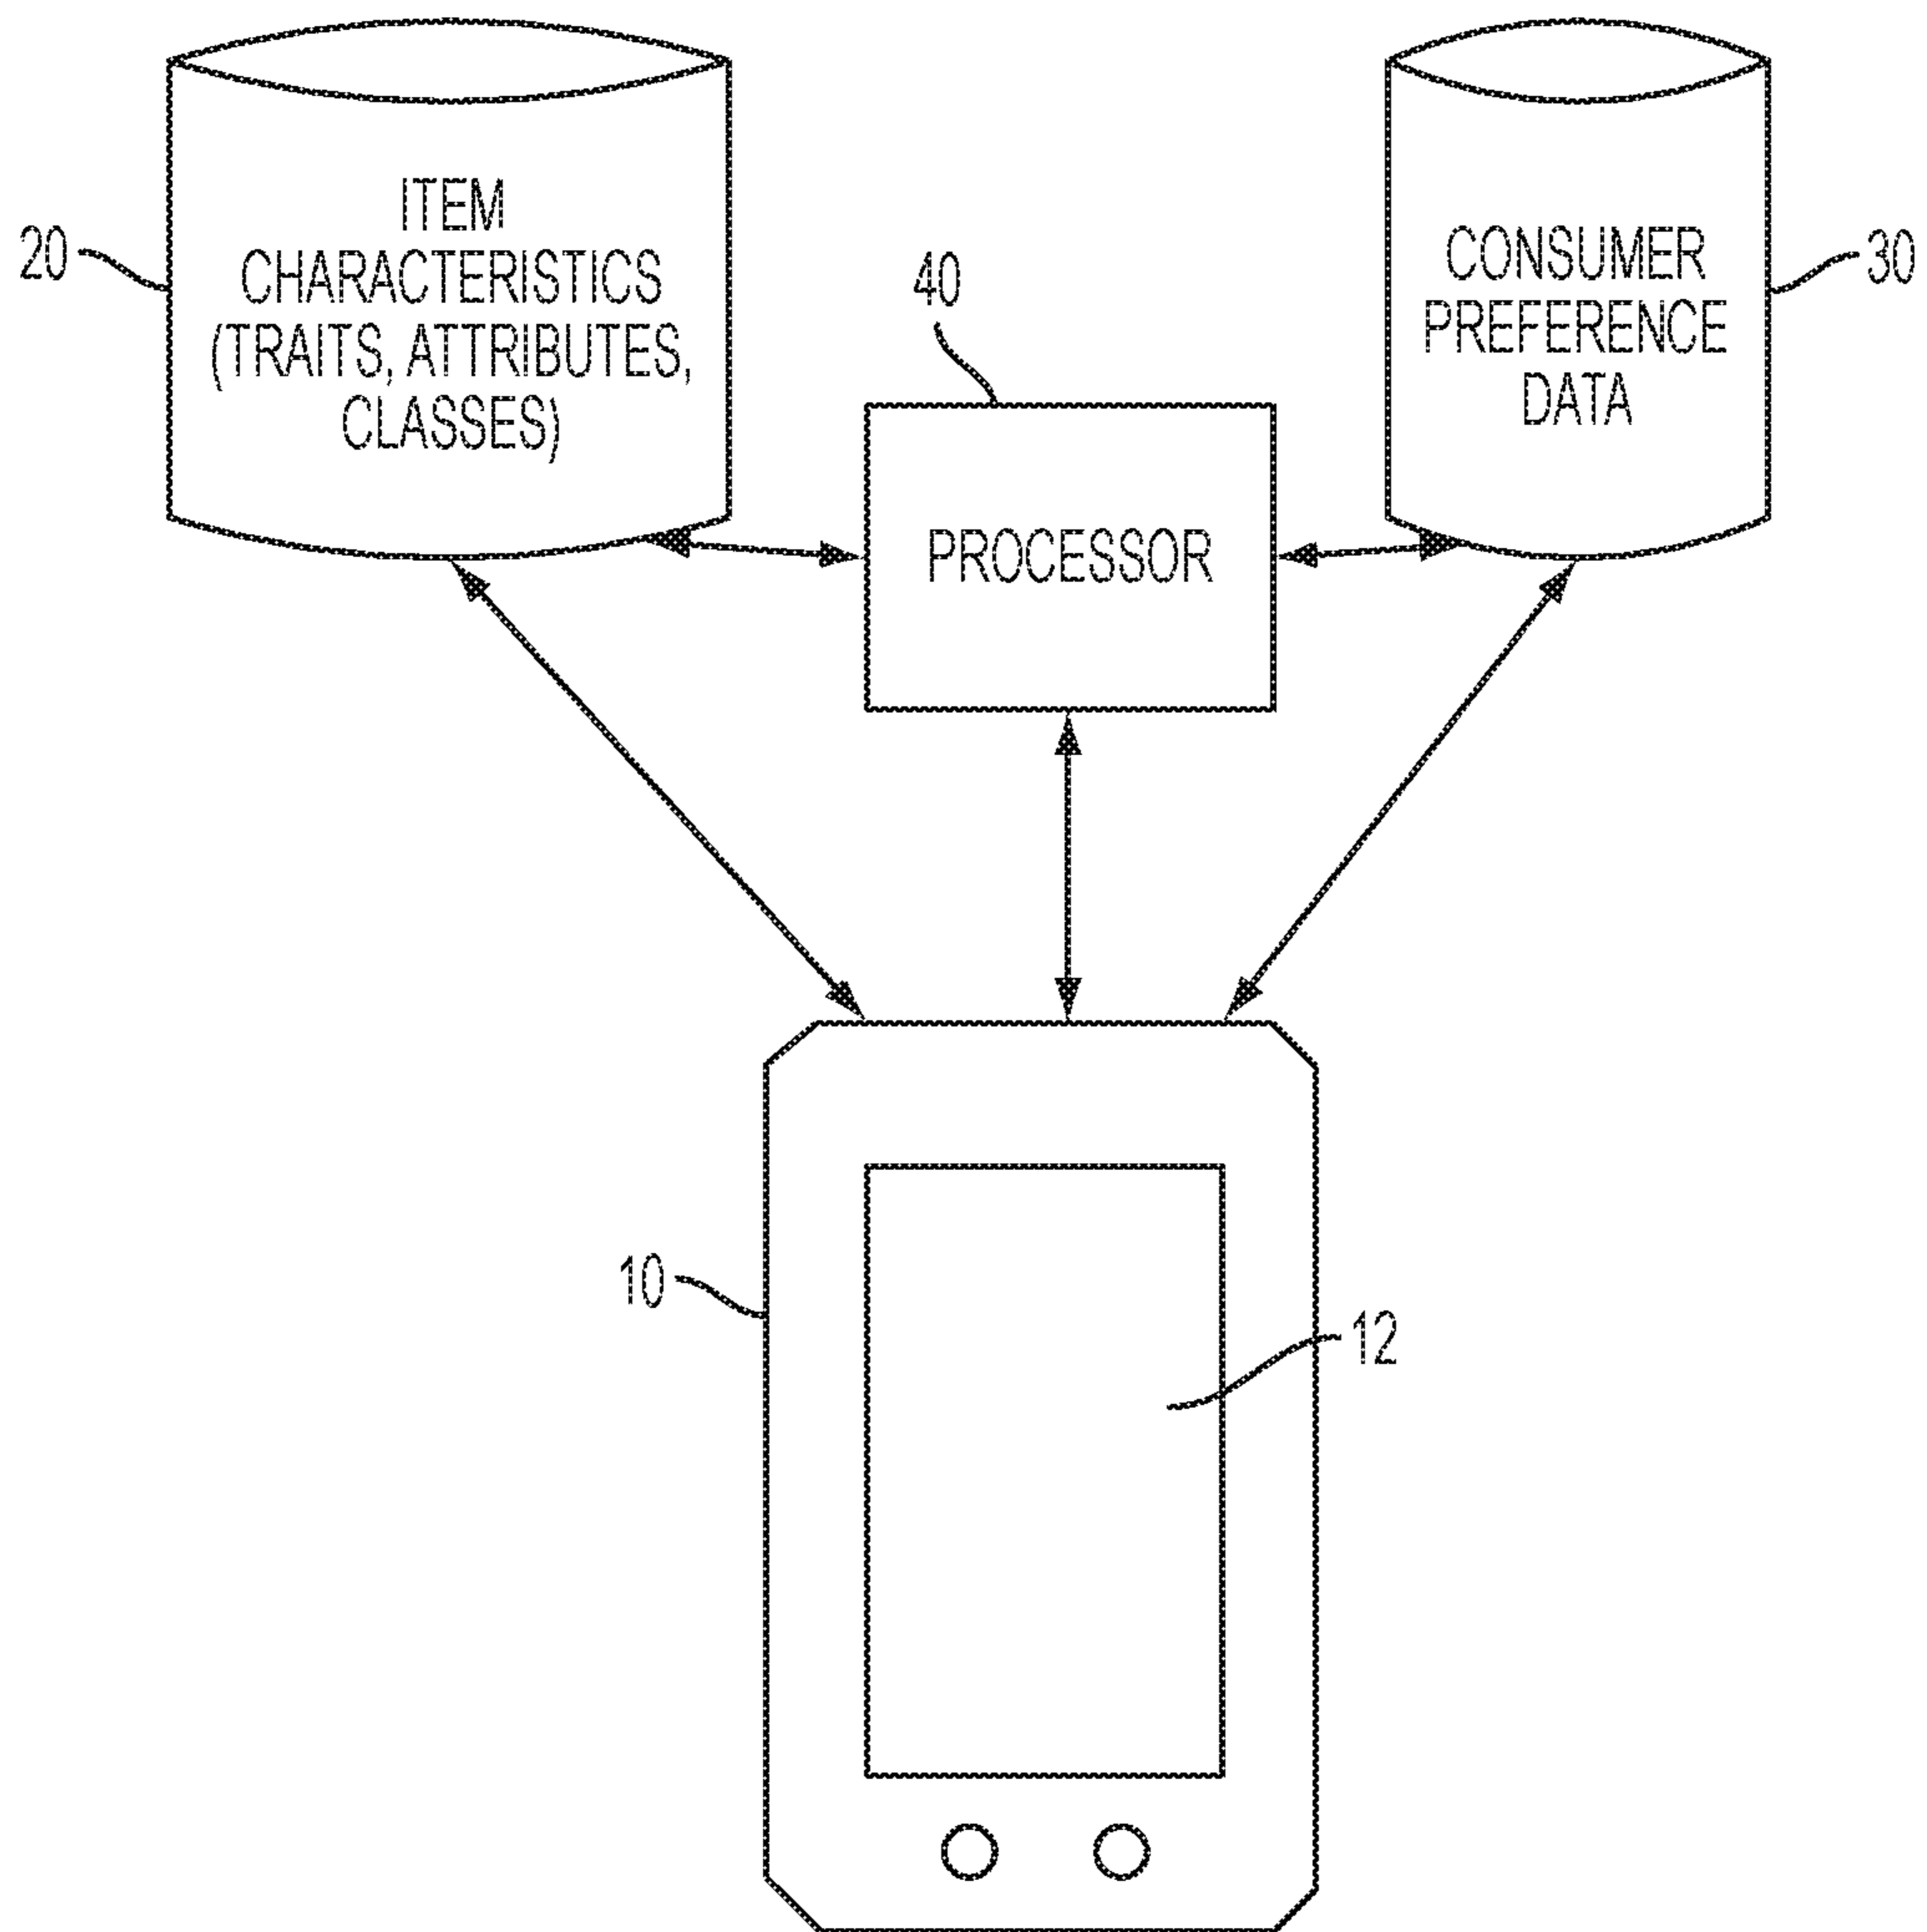 ITEM
CHARACTERISTICS
(TRAITS, ATTRIBUTES,
CLASSES)
20
CONSUMER
PREFERENCE
DATA
30
40
PROCESSOR
10
12